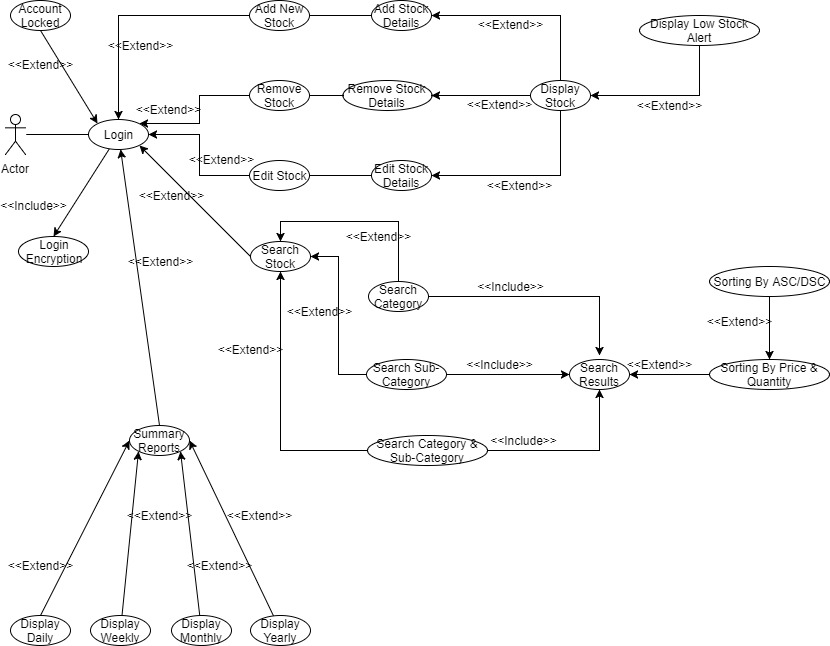 Account
Locked
Add New
Stock
Add Stock
Details
<<Extend>>
Display Low Stock
Alert
<<Extend>>
<<Extend>>
Remove
Stock
Remove Stock
Details
Display
Stock
<<Extend>>
<<Extend>>
<<Extend>>
Login
Actor
<<Extend>>
Edit Stock
Edit Stock
Details
<<Extend>>
<<Extend>>
<<Include>>
Login
Encryption
<<Extend>>
Search
Stock
<<Extend>>
Search
Category
<<Include>>
Sorting By ASC/DSC
<<Extend>>
<<Extend>>
<<Extend>>
Search Sub-
Category
<<Include>>
Search
Results
<<Extend>>
Sorting By Price &
Quantity
Summary
Reports
Search Category &
Sub-Category
<<Include>>
<<Extend>>
<<Extend>>
<<Extend>>
<<Extend>>
Display
Daily
Display
Weekly
Display
Monthly
Display
Yearly